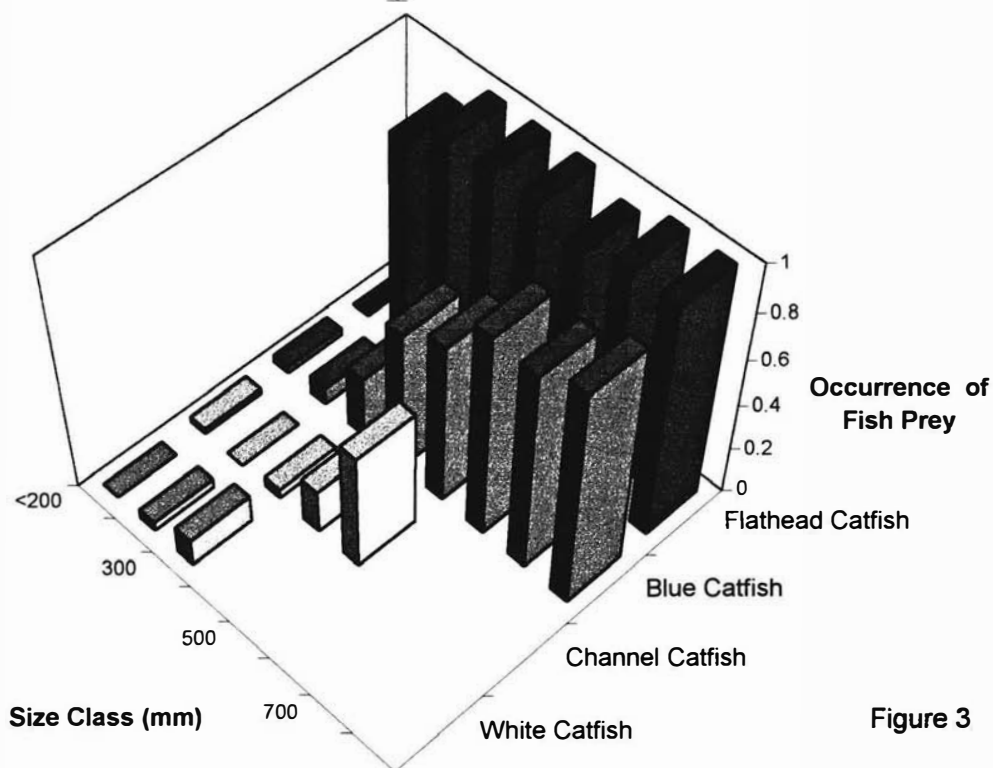 1
0.8
0.6
Occurrence of
Fish Prey
0.4
0.2
0
<200
Flathead Catfish
300
Blue Catfish
500
Channel Catfish
Size Class (mm)
700
White Catfish
Figure 3